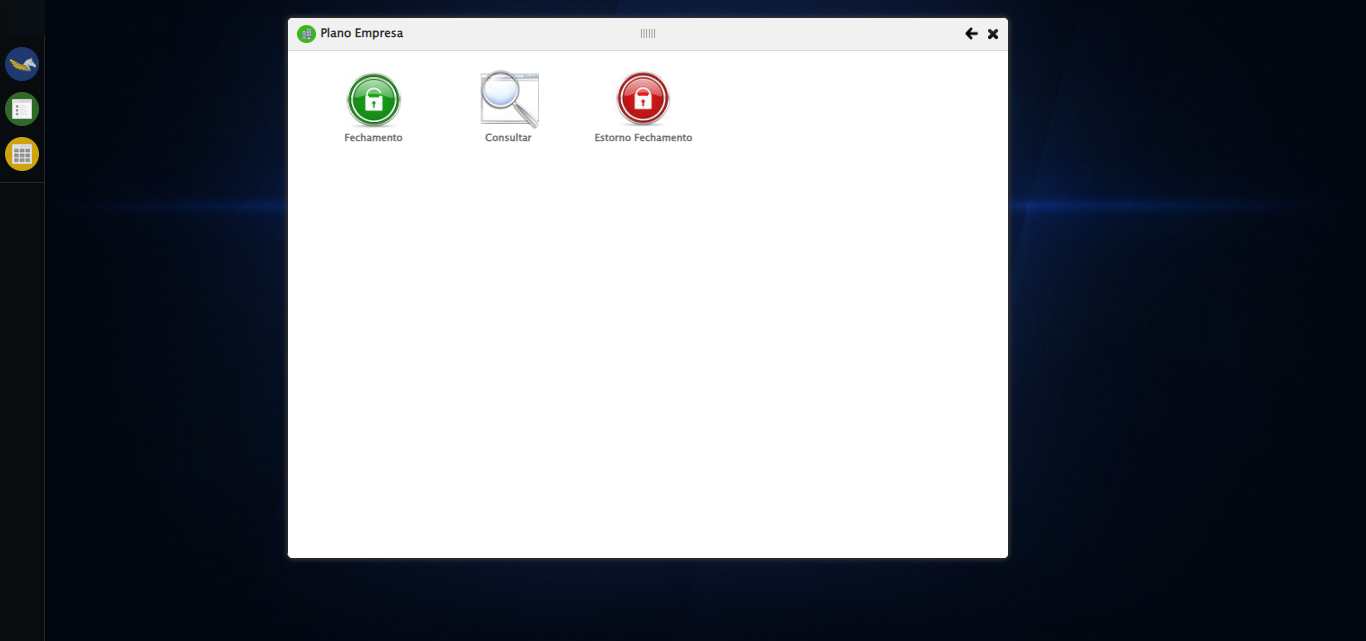 Plano Empresa
Fechamento
Consultar
Estorno Fechamento